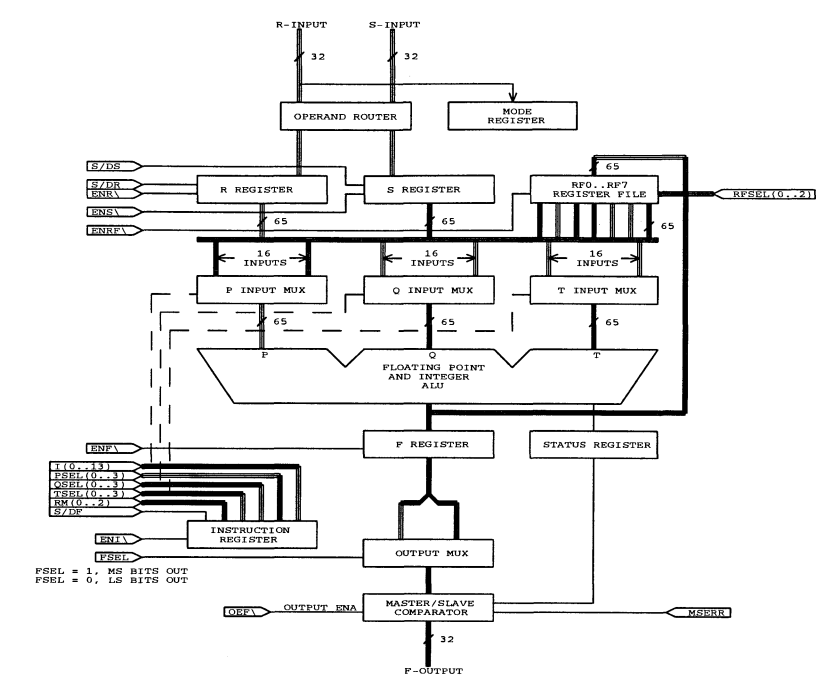 R-INPUT
S-INPUT
32
32
OPERAND ROUTER
MODE
REGISTER
65
S/DS
S/DR
ENR\
R REGISTER
S REGISTER
RF0..RF7
REGISTER FILE
RFSEL(0..2)
ENS\
ENRF\
65
65
65
16
INPUTS
16
INPUTS
16
INPUTS
P INPUT MUX
Q INPUT MUX
T INPUT MUX
65
65
65
P
Q
T
FLOATING POINT
AND INTEGER
ALU
ENF\
F REGISTER
STATUS REGISTER
I(0..13)
PSEL(0..3)
QSEL(0..3)
TSEL(0..3)
RM(0..2)
S/DF
INSTRUCTION
REGISTER
ENI\
FSEL
OUTPUT MUX
FSEL = 1, MS BITS OUT
FSEL = 0, LS BITS OUT
OEF\
OUTPUT ENA
MASTER/SLAVE
COMPARATOR
MSERR
32
F-OUTPUT